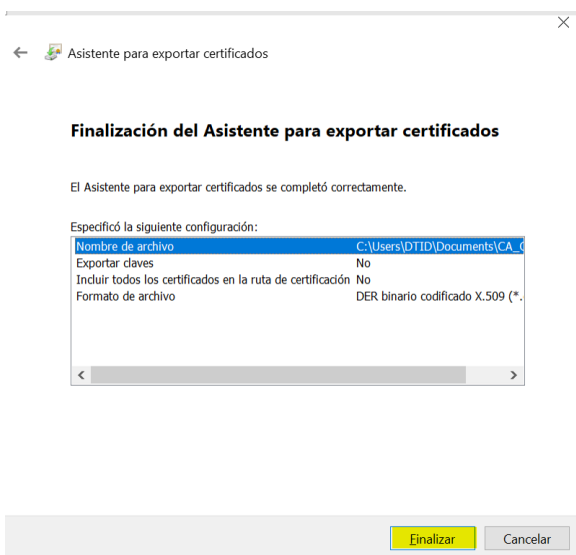 Asistente para exportar certificados
Finalización del Asistente para exportar certificados
El Asistente para exportar certificados se completó correctamente.
Especificó la siguiente configuración:
Nombre de archivo C:\Users\DTID\Documents\CA_
Exportar claves No
Incluir todos los certificados en la ruta de certificación No
Formato de archivo DER binario codificado X.509 (*.
Finalizar Cancelar